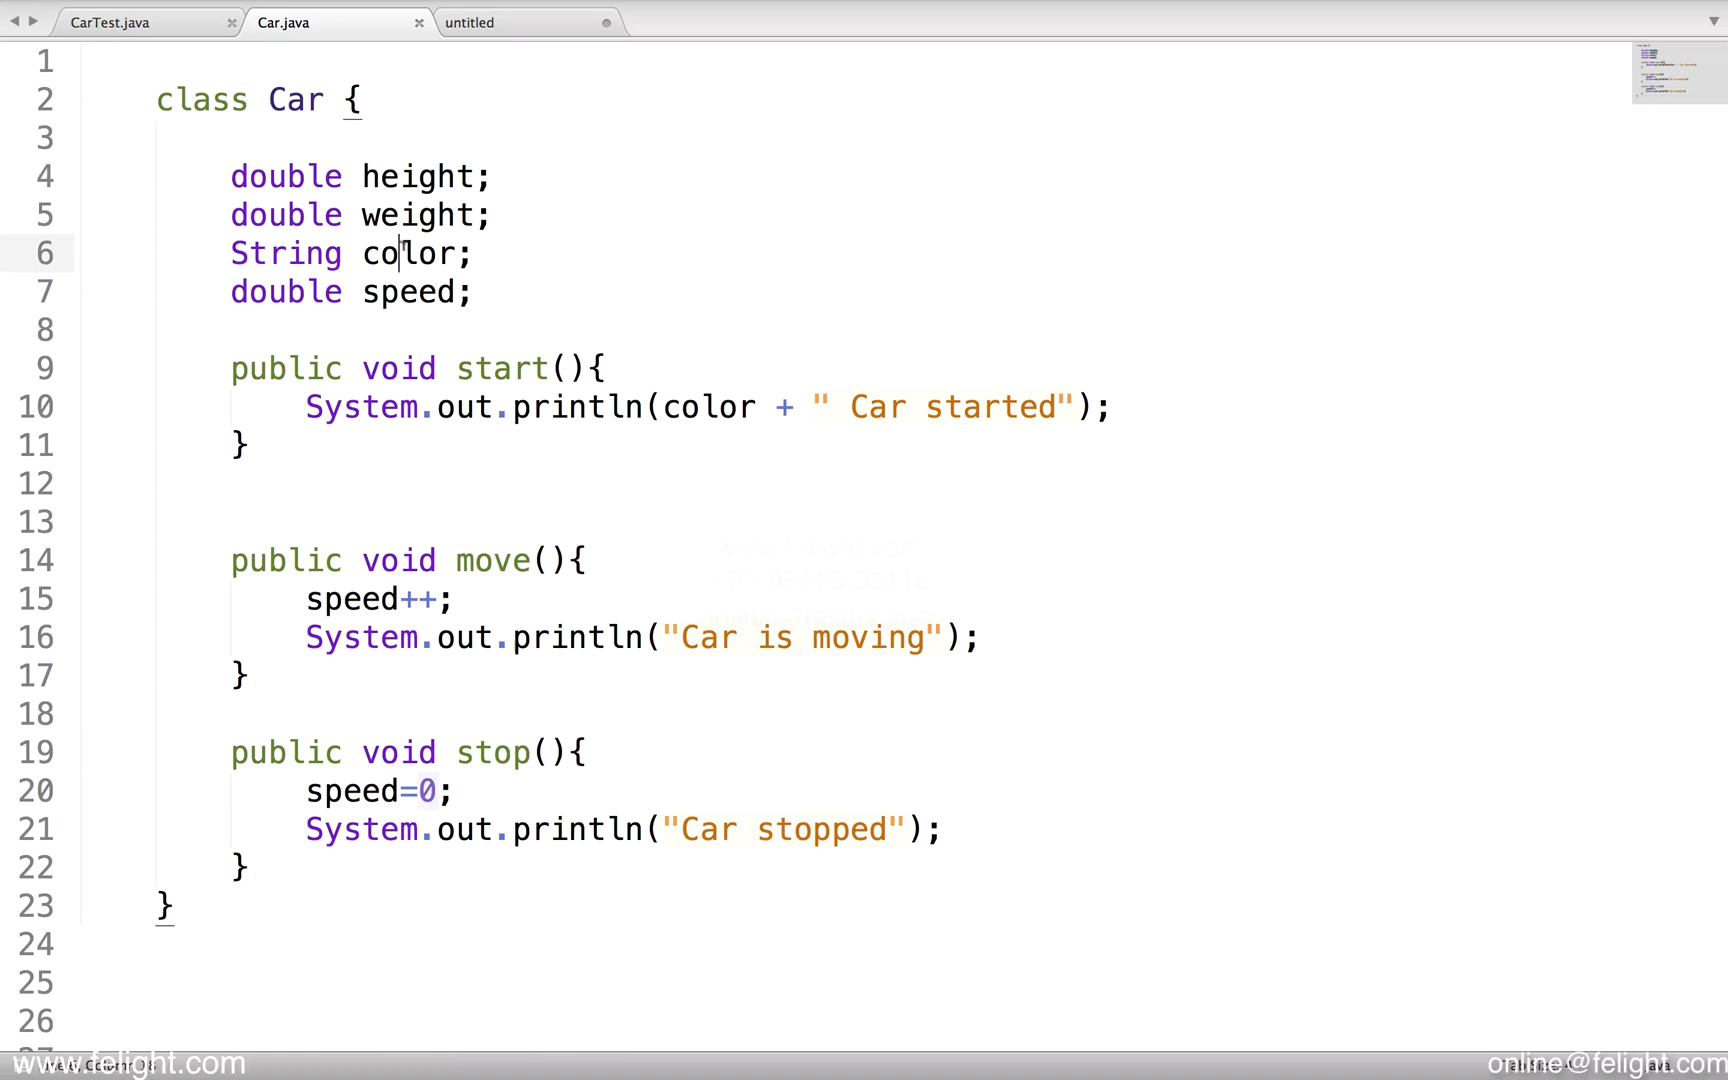 CarTest.java
Car.java
untitled
1
2 class Car {
3
4 double height;
5 double weight;
6 String color;
7 double speed;
8
9 public void start(){
10 System.out.println(color + " Car started");
11 }
12
13
14 public void move(){
15 speed++;
16 System.out.println("Car is moving");
17 }
18
19 public void stop(){
20 speed=0;
21 System.out.println("Car stopped");
22 }
23 }
24
25
26
www.felight.com
online@felight.com